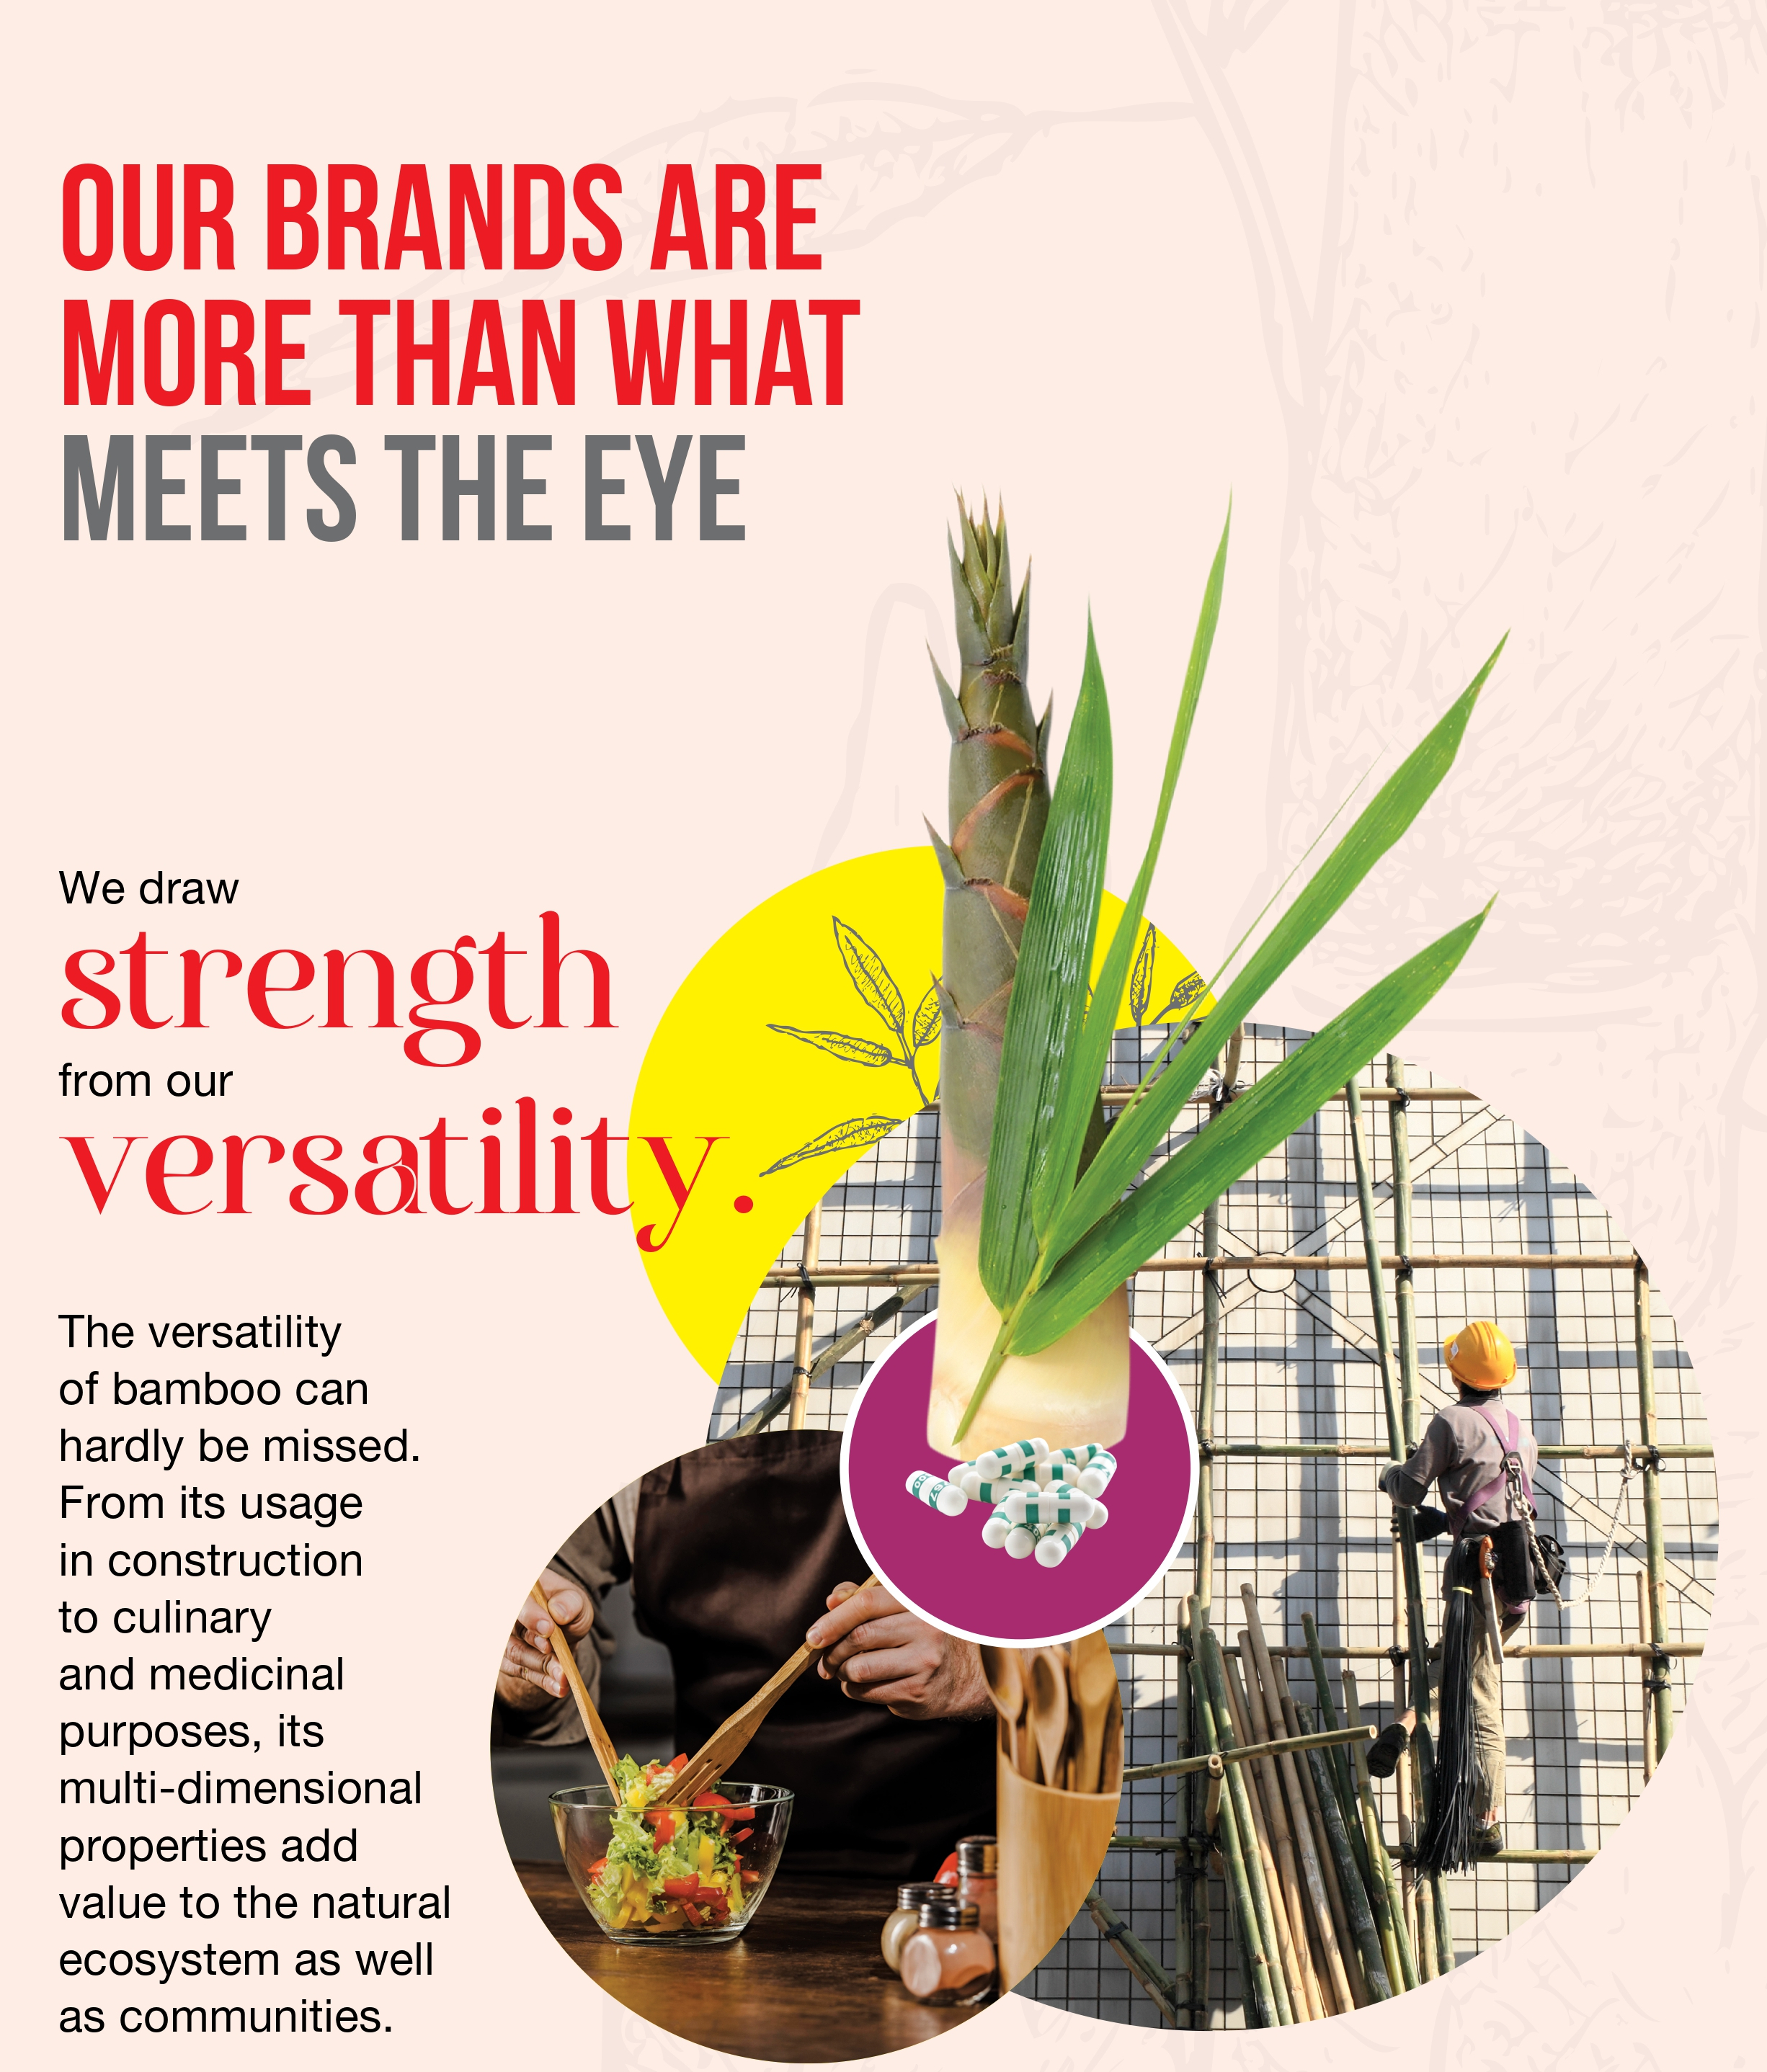 OUR BRANDS ARE
MORE THAN WHAT
MEETS THE EYE
We draw
strength
from our
versatility.
The versatility
of bamboo can
hardly be missed.
From its usage
in construction
to culinary
and medicinal
purposes, its
multi-dimensional
properties add
value to the natural
ecosystem as well
as communities.